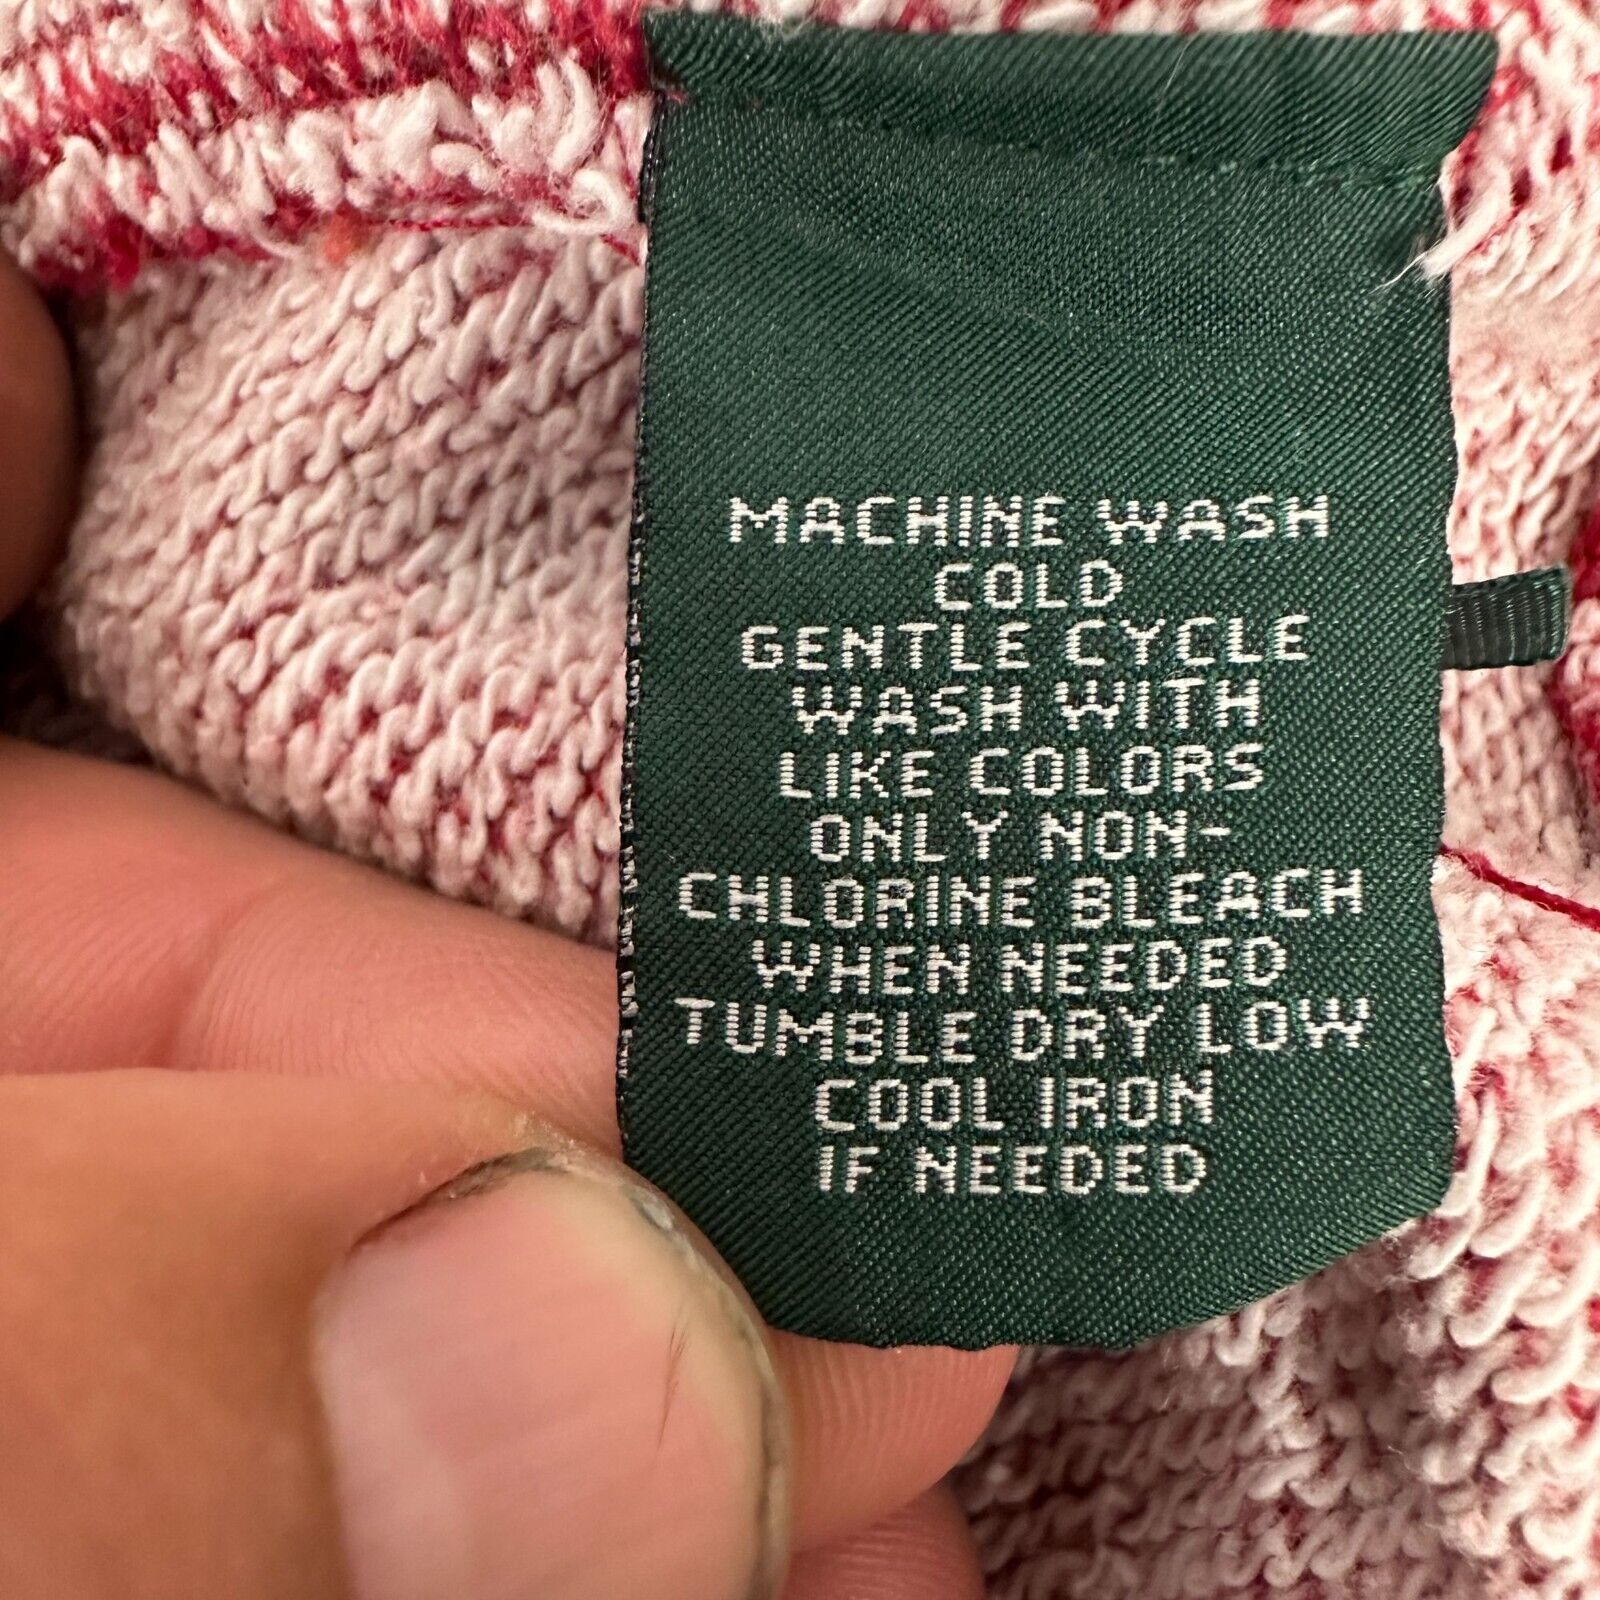 MACHINE WASH
COLD
GENTLE CYCLE
WASH WITH
LIKE COLORS
ONLY NON-
CHLORINE BLEACH
WHEN NEEDED
TUMBLE DRY LOW
COOL IRON
IF NEEDED